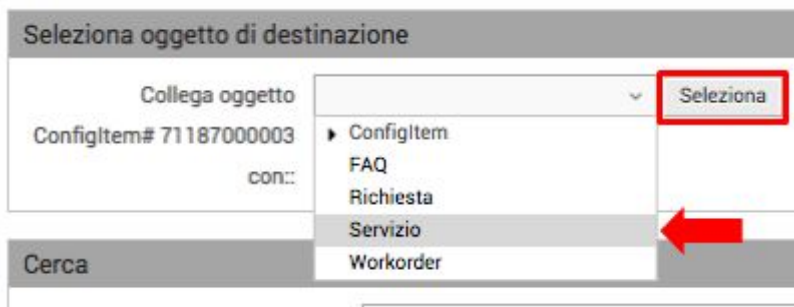 Seleziona oggetto di destinazione
Collega oggetto
Seleziona
ConfigItem# 71187000003
con::
ConfigItem
FAQ
Richiesta
Servizio
Workorder
Cerca